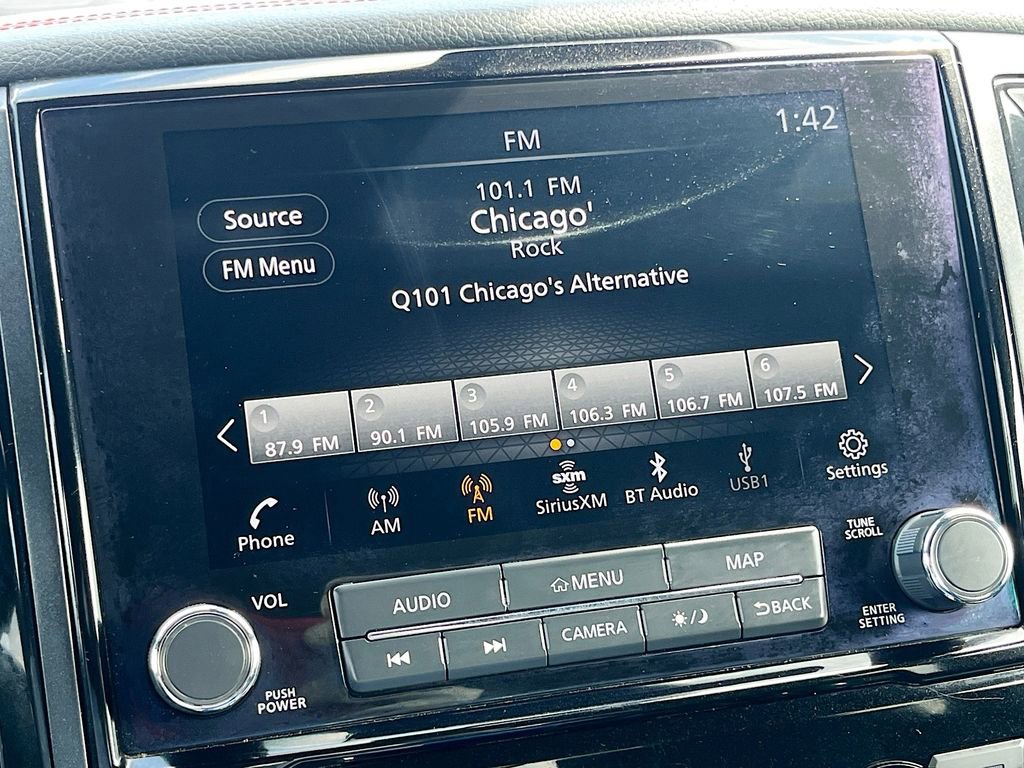 FM
1:42
101.1 FM
Chicago'
Rock
Source
FM Menu
Q101 Chicago's Alternative
1 2 3 4 5 6
87.9 FM 90.1 FM 105.9 FM 106.3 FM 106.7 FM 107.5 FM
Phone AM FM SiriusXM BT Audio USB1 Settings
sxm
VOL
PUSH
POWER
AUDIO MENU MAP
CAMERA / BACK
TUNE
SCROLL
ENTER
SETTING